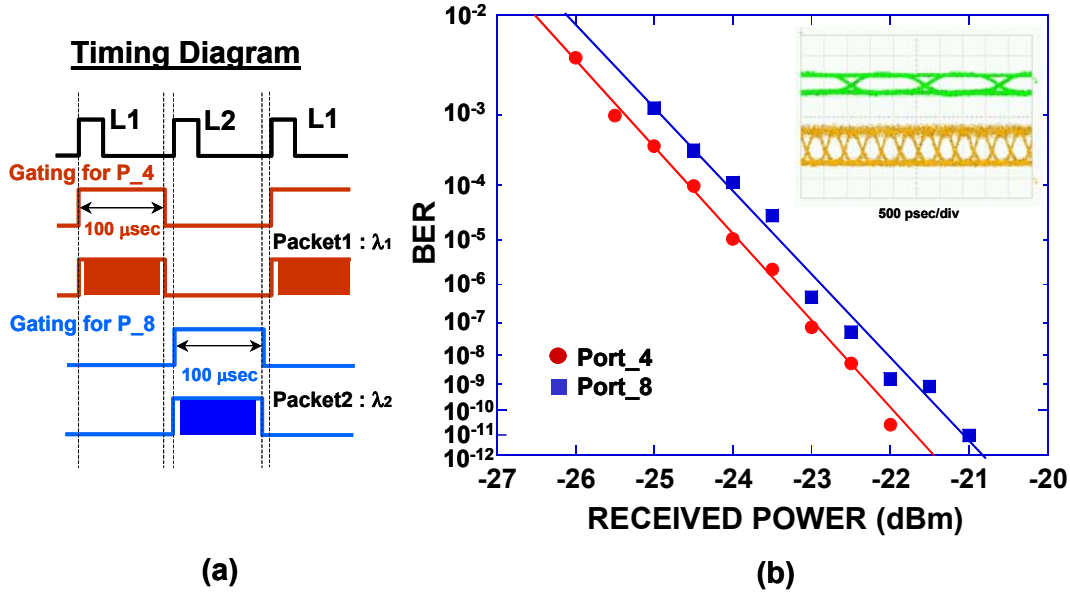 Timing Diagram
L1 L2 L1
Gating for P_4
100 µsec
Packet1 : λ1
Gating for P_8
100 µsec
Packet2 : λ2
(a)
10-2
10-3
10-4
10-5
10-6
10-7
10-8
10-9
10-10
10-11
10-12
BER
500 psec/div
Port_4
Port_8
-27 -26 -25 -24 -23 -22 -21 -20
RECEIVED POWER (dBm)
(b)